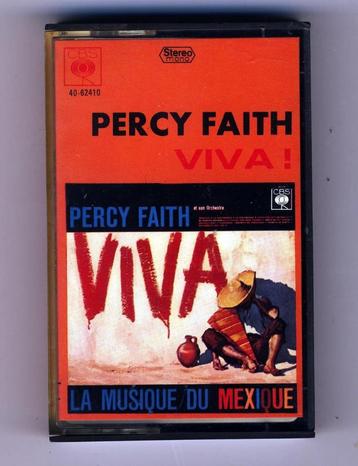 CBS
40-62410
Stereo
mono
PERCY FAITH
VIVA !
PERCY FAITH et son Orchestre
CBS
VIVA
LA MUSIQUE/DU MEXIQUE